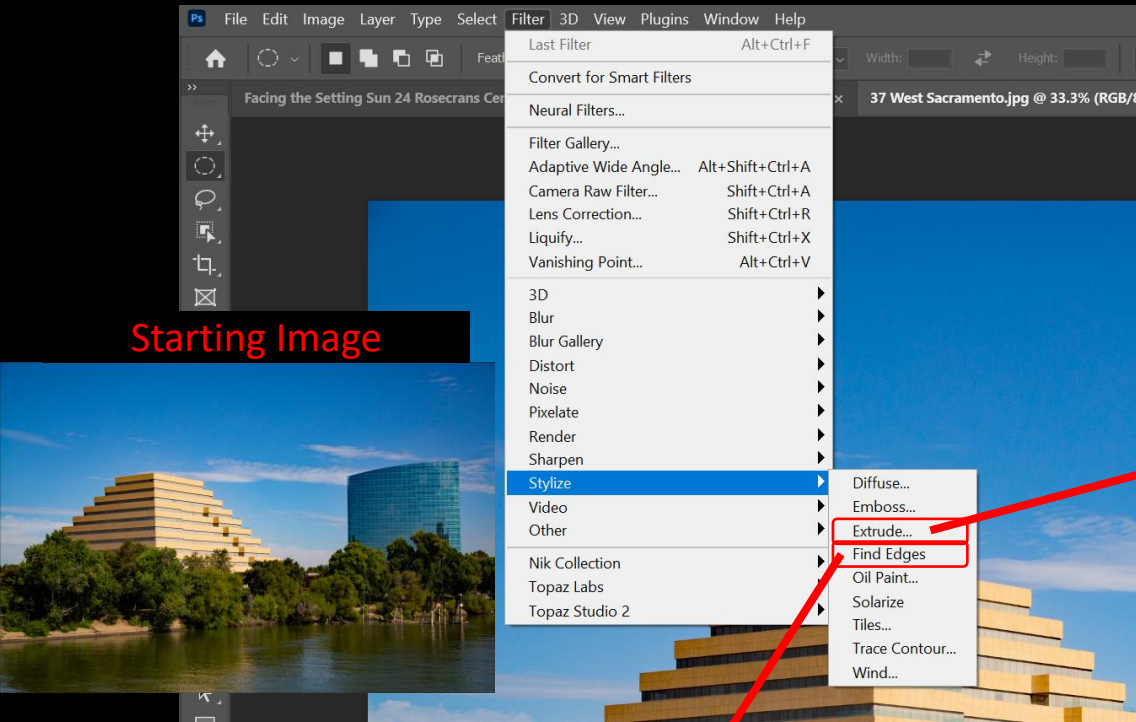 Ps File Edit Image Layer Type Select Filter 3D View Plugins Window Help
Width: Height:
Facing the Setting Sun 24 Rosecrans × 37 West Sacramento.jpg @ 33.3%
Last Filter Alt+Ctrl+F
Convert for Smart Filters
Neural Filters...
Filter Gallery...
Adaptive Wide Angle... Alt+Shift+Ctrl+A
Camera Raw Filter... Shift+Ctrl+A
Lens Correction... Shift+Ctrl+R
Liquify... Shift+Ctrl+X
Vanishing Point... Alt+Ctrl+V
3D
Blur
Blur Gallery
Distort
Noise
Pixelate
Render
Sharpen
Stylize
Video
Other
Nik Collection
Topaz Labs
Topaz Studio 2
Diffuse...
Emboss...
Extrude...
Find Edges
Oil Paint...
Solarize
Tiles...
Trace Contour...
Wind...
Starting Image